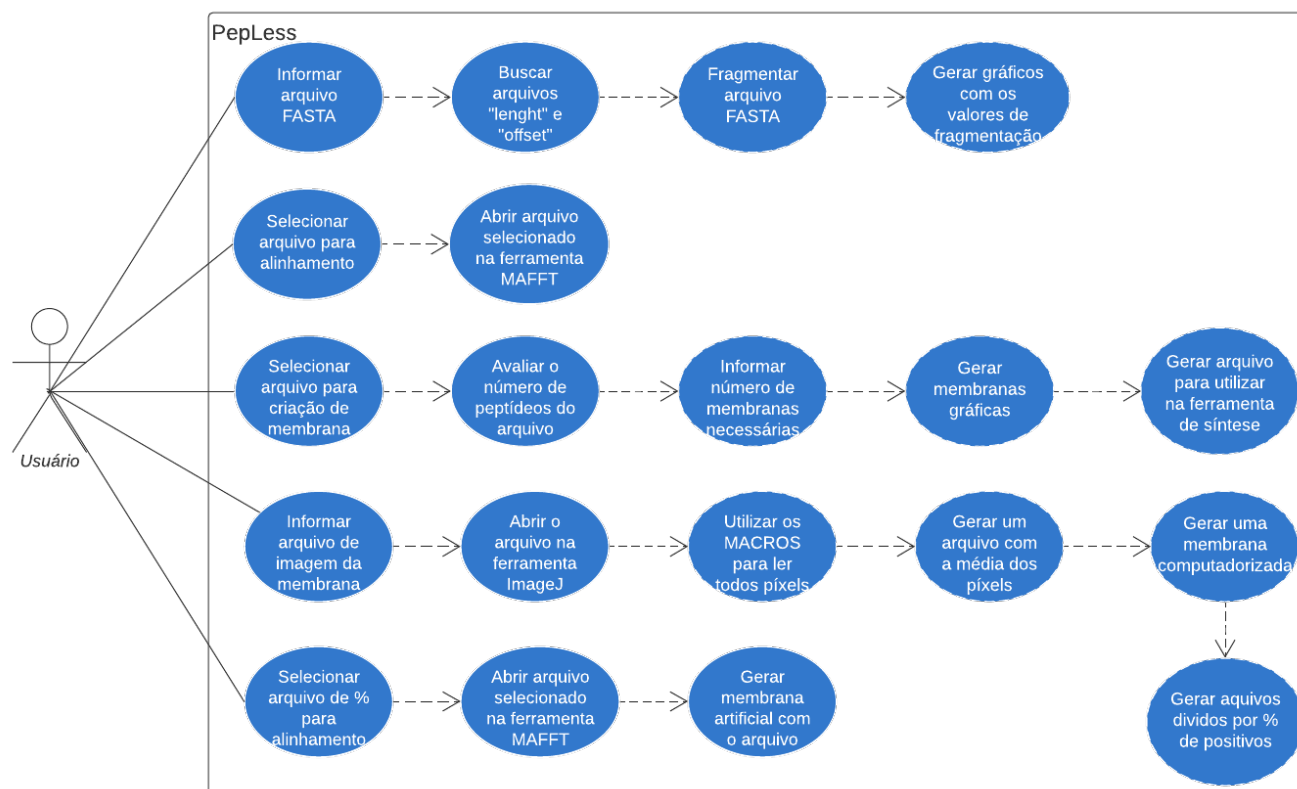 PepLess
Informar
arquivo
FASTA
Buscar
arquivos
"lenght" e
"offset"
Fragmentar
arquivo
FASTA
Gerar gráficos
com os
valores de
fragmentação
Selecionar
arquivo para
alinhamento
Abrir arquivo
selecionado
na ferramenta
MAFFT
Usuário
Selecionar
arquivo para
criação de
membrana
Avaliar o
número de
peptídeos do
arquivo
Informar
número de
membranas
necessárias
Gerar
membranas
gráficas
Gerar arquivo
para utilizar
na ferramenta
de síntese
Informar
arquivo de
imagem da
membrana
Abrir o
arquivo na
ferramenta
ImageJ
Utilizar os
MACROS
para ler
todos píxels
Gerar um
arquivo com
a média dos
píxels
Gerar uma
membrana
computadorizada
Selecionar
arquivo de %
para
alinhamento
Abrir arquivo
selecionado
na ferramenta
MAFFT
Gerar
membrana
artificial com
o arquivo
Gerar aquivos
dividos por %
de positivos